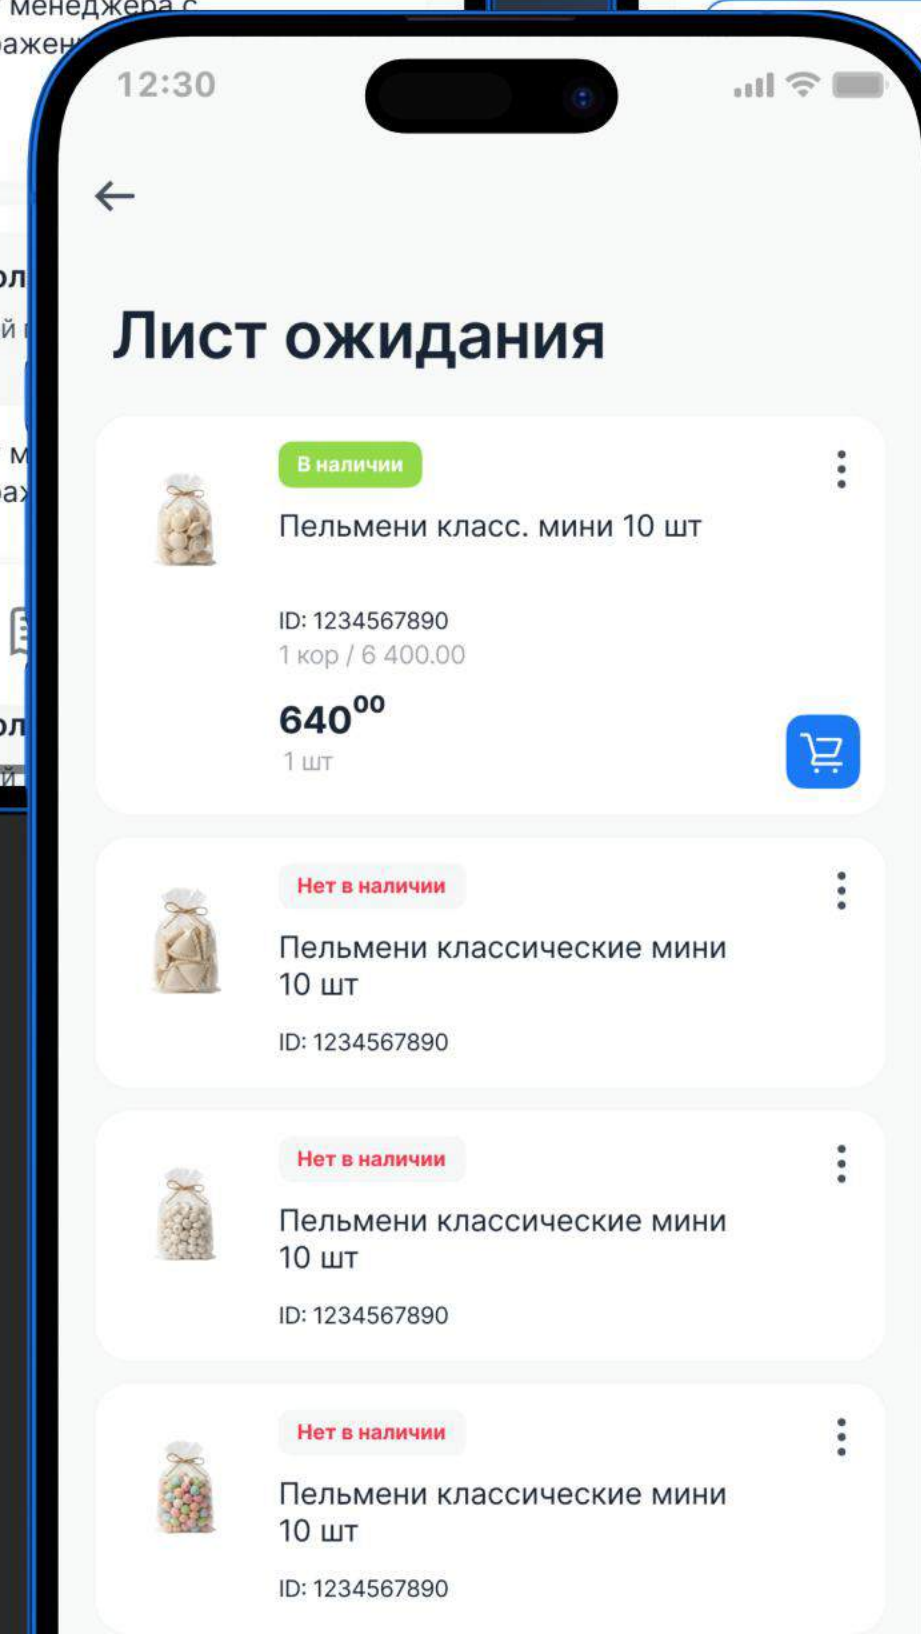 менеджера с
12:30
Лист ожидания
В наличии
Пельмени класс. мини 10 шт
ID: 1234567890
1 кор / 6 400.00
640⁰⁰
1 шт
Нет в наличии
Пельмени классические мини
10 шт
ID: 1234567890
Нет в наличии
Пельмени классические мини
10 шт
ID: 1234567890
Нет в наличии
Пельмени классические мини
10 шт
ID: 1234567890